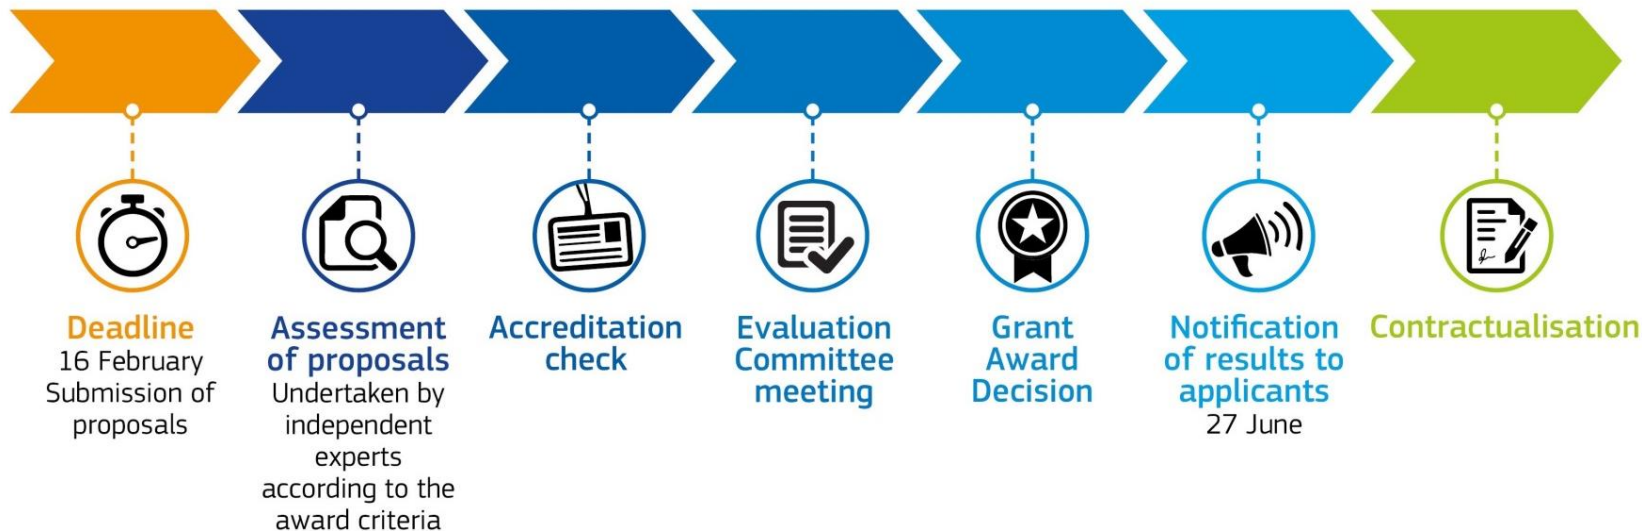 Deadline
16 February
Submission of
proposals
Assessment
of proposals
Undertaken by
independent
experts
according to the
award criteria
Accreditation
check
Evaluation
Committee
meeting
Grant
Award
Decision
Notification
of results to
applicants
27 June
Contractualisation